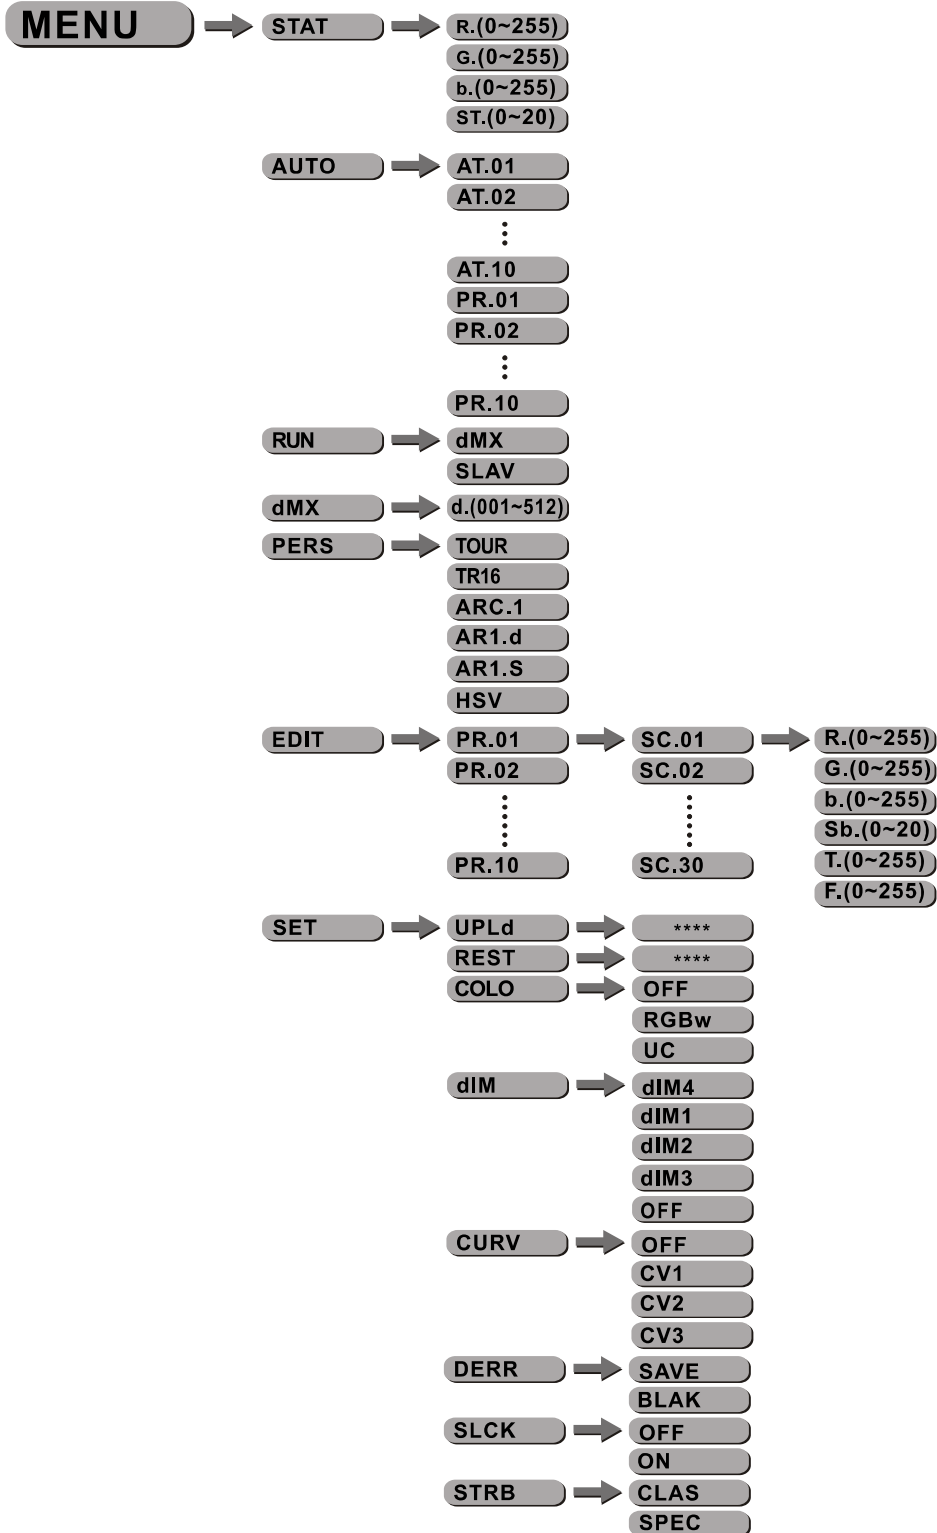 MENU STAT R.(0~255)
G.(0~255)
b.(0~255)
ST.(0~20)
AUTO AT.01
AT.02
AT.10
PR.01
PR.02
PR.10
RUN dMX
SLAV
dMX d.(001~512)
PERS TOUR
TR16
ARC.1
AR1.d
AR1.S
HSV
EDIT PR.01 SC.01 R.(0~255)
PR.02 SC.02 G.(0~255)
b.(0~255)
Sb.(0~20)
PR.10 SC.30 T.(0~255)
F.(0~255)
SET UPLd ****
REST ****
COLO OFF
RGBw
UC
dIM dIM4
dIM1
dIM2
dIM3
OFF
CURV OFF
CV1
CV2
CV3
DERR SAVE
BLAK
SLCK OFF
ON
STRB CLAS
SPEC